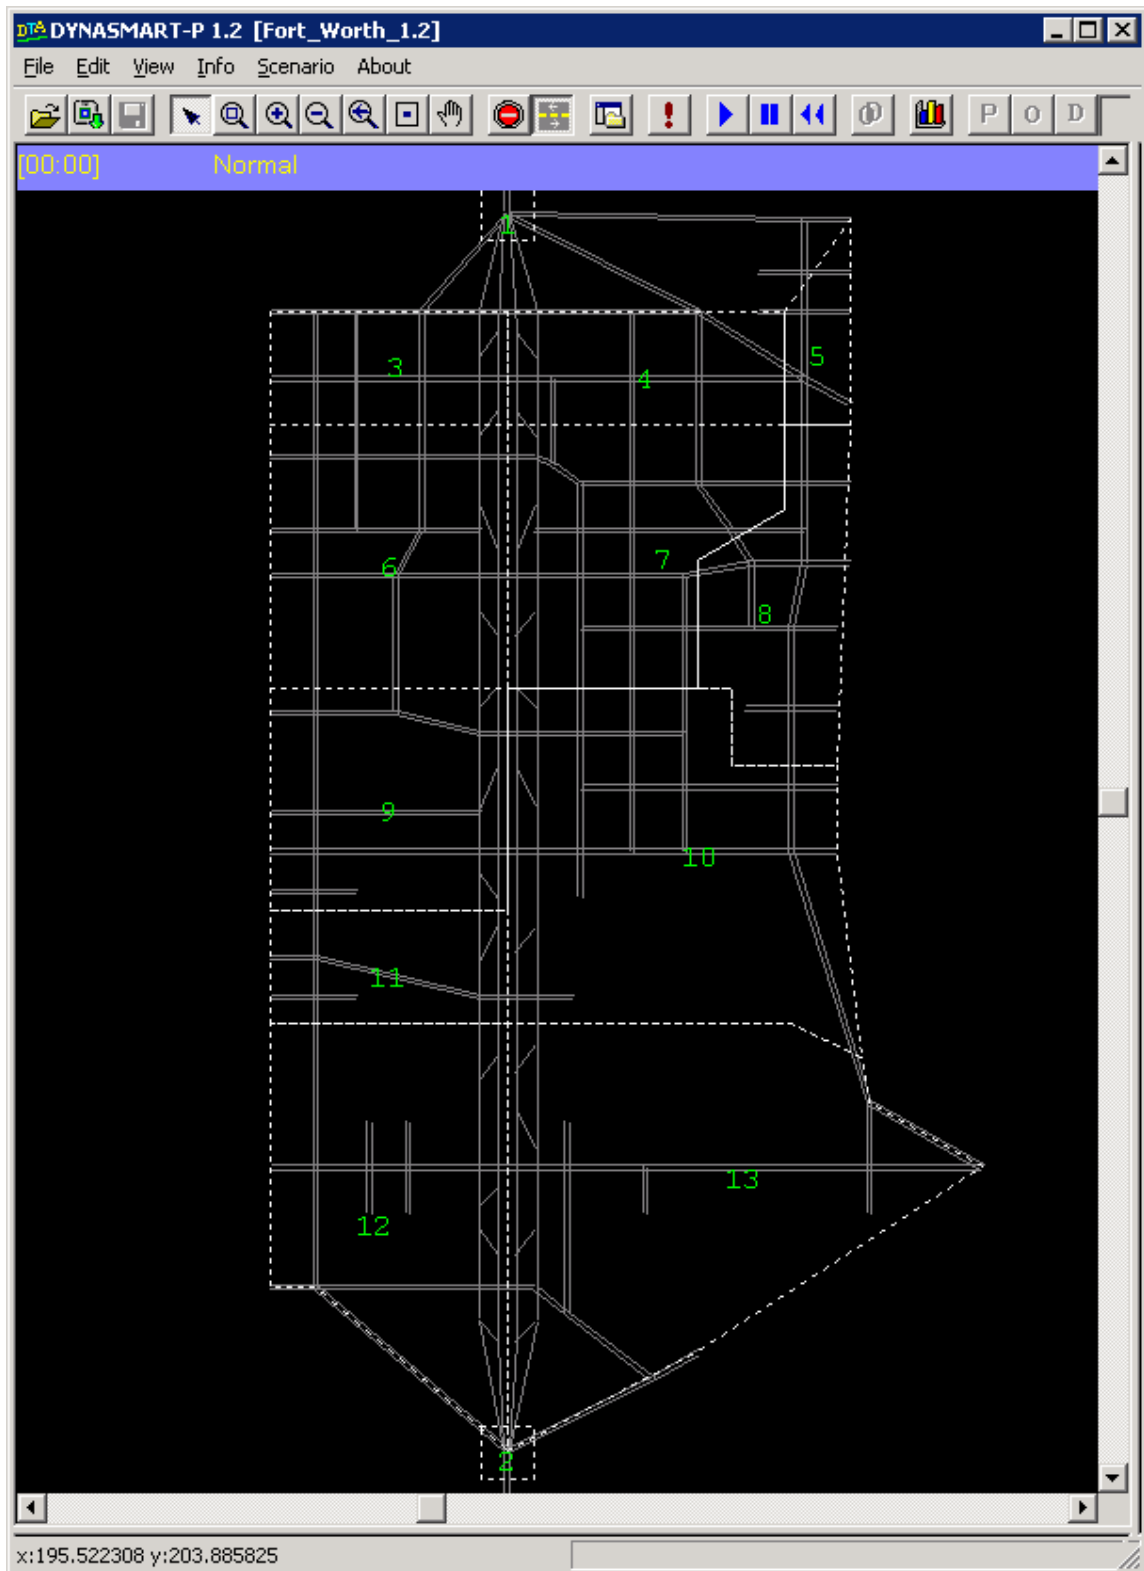 DTA DYNASMART-P 1.2 [Fort_Worth_1.2]
File Edit View Info Scenario About
P O D
[00:00] Normal
1
5
3
4
7
6
8
9
10
11
13
12
2
x:195.522308 y:203.885825